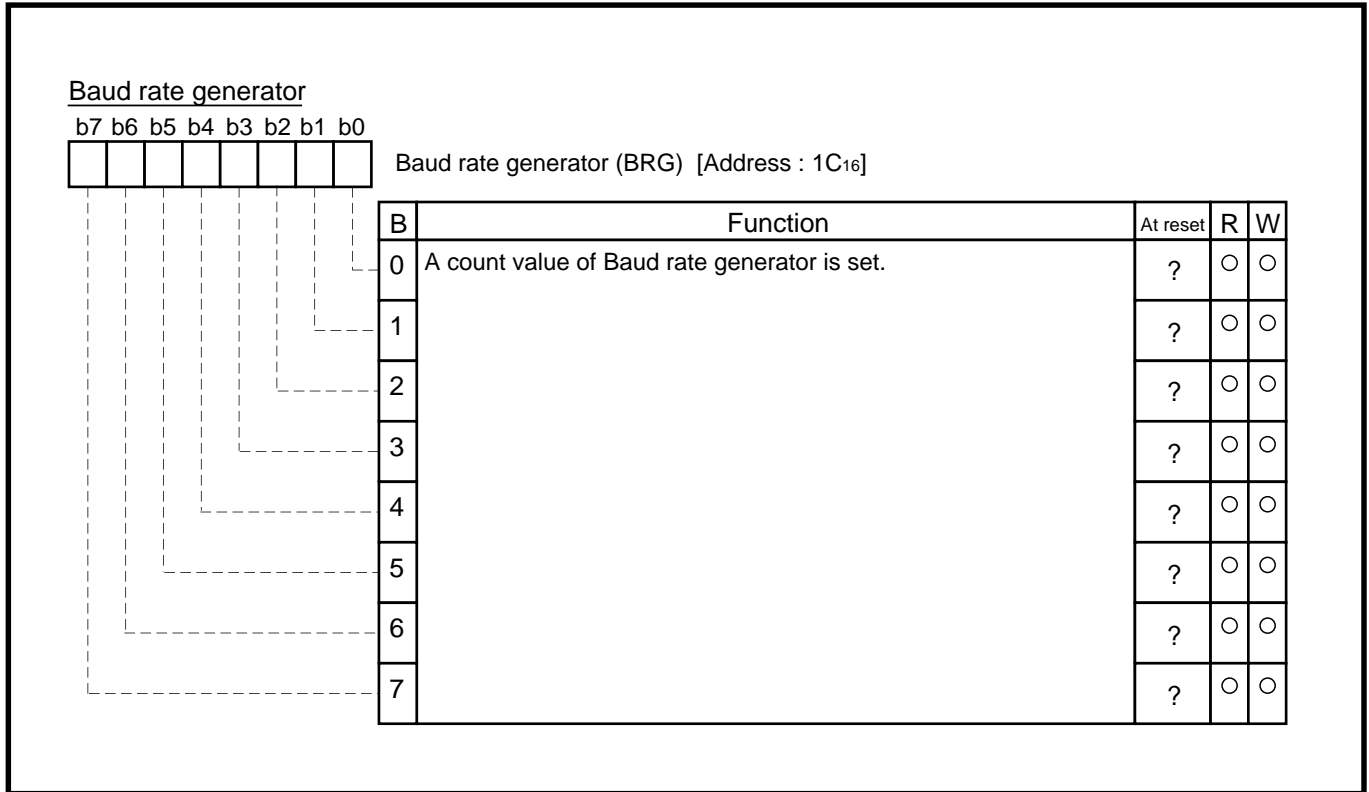 Baud rate generator
b7 b6 b5 b4 b3 b2 b1 b0
Baud rate generator (BRG) [Address : 1C16]
B Function At reset R W
0 A count value of Baud rate generator is set. ? ○ ○
1 ? ○ ○
2 ? ○ ○
3 ? ○ ○
4 ? ○ ○
5 ? ○ ○
6 ? ○ ○
7 ? ○ ○